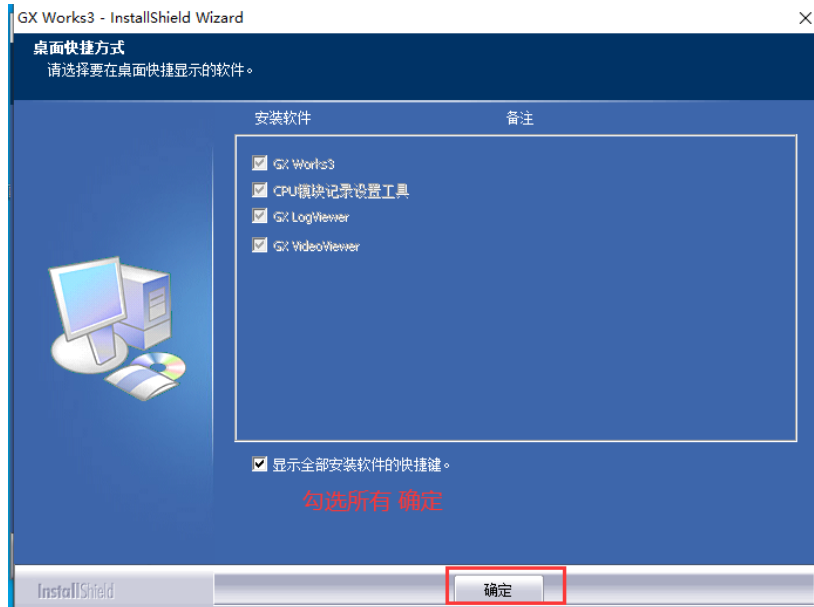 GX Works3 - InstallShield Wizard
桌面快捷方式
请选择要在桌面快捷显示的软件。
安装软件 备注
GX Works3
CPU模块记录设置工具
GX LogViewer
GX VideoViewer
显示全部安装软件的快捷键。
勾选所有 确定
InstallShield
确定